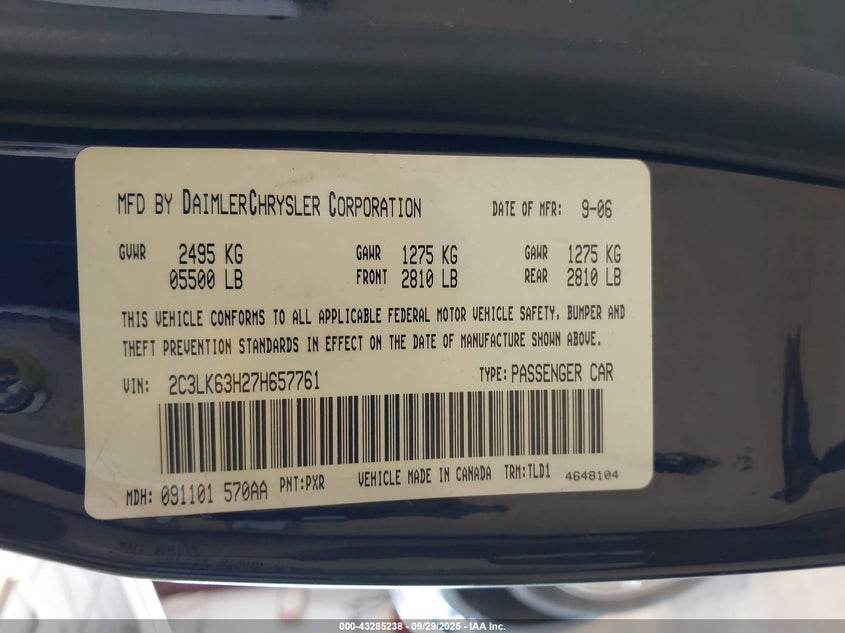 MFD BY DAIMLERCHRYSLER CORPORATION DATE OF MFR: 9-06
GVWR 2495 KG GAWR 1275 KG GAWR 1275 KG
05500 LB FRONT 2810 LB REAR 2810 LB
THIS VEHICLE CONFORMS TO ALL APPLICABLE FEDERAL MOTOR VEHICLE SAFETY, BUMPER AND
THEFT PREVENTION STANDARDS IN EFFECT ON THE DATE OF MANUFACTURE SHOWN ABOVE.
VIN: 2C3LK63H27H657761 TYPE: PASSENGER CAR
MDH: 091101 570AA PNT:PXR VEHICLE MADE IN CANADA TRM:TLD1 4648104
000-43285238 - 09/29/2025 - IAA Inc.